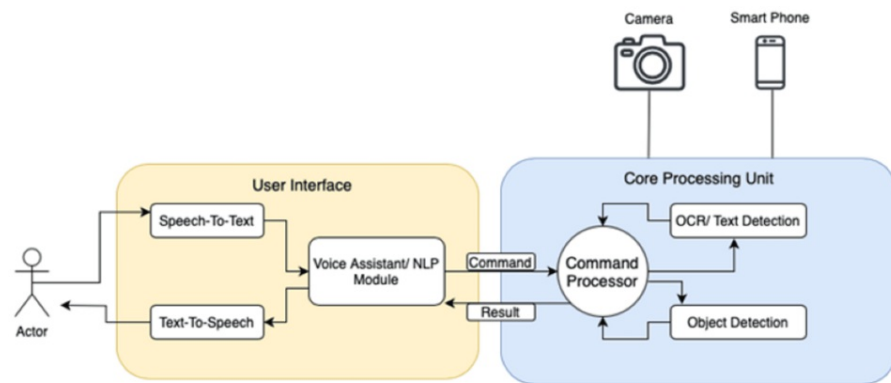 Camera
Smart Phone
User Interface
Core Processing Unit
Speech-To-Text
OCR/ Text Detection
Voice Assistant/ NLP
Module
Command
Command
Processor
Result
Actor
Text-To-Speech
Object Detection